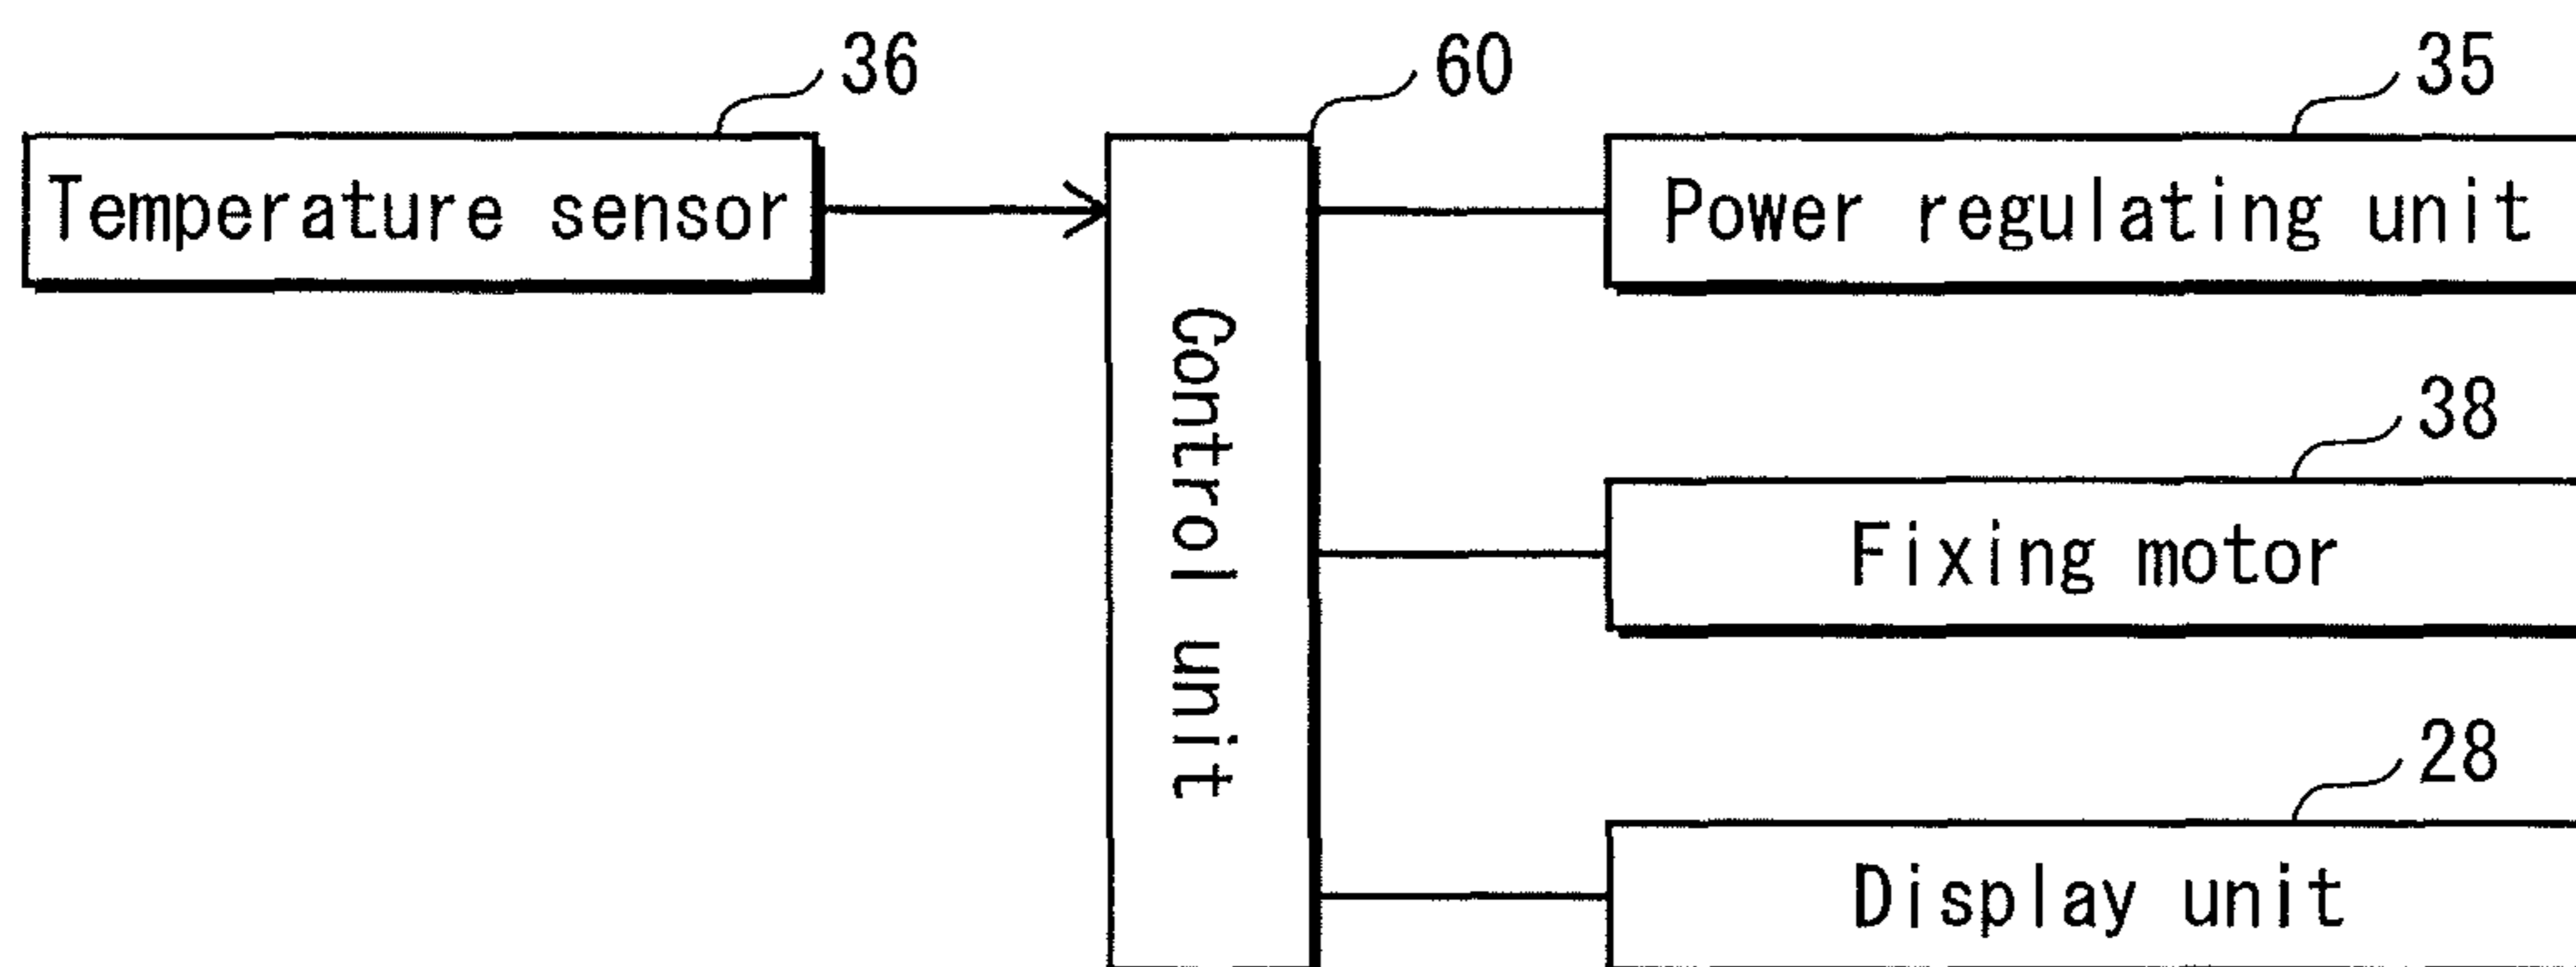 36
60
35
Temperature sensor
Control unit
Power regulating unit
38
Fixing motor
28
Display unit